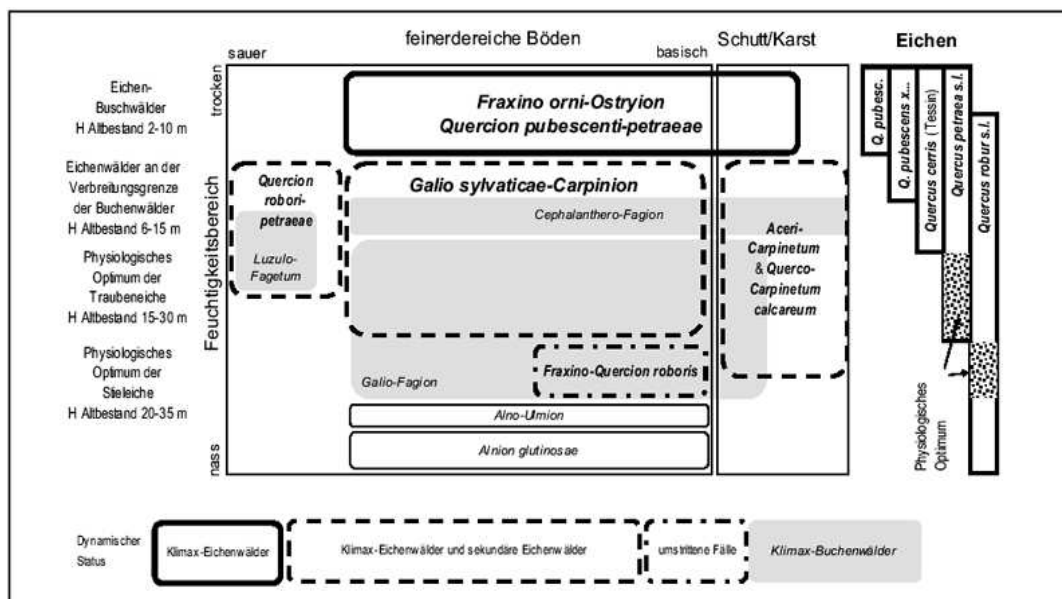 feinerdereiche Böden
Schutt/Karst
Eichen
sauer
basisch
trocken
Feuchtigkeitsbereich
nass
Eichen-
Buschwälder
H Altbestand 2-10 m
Eichenwälder an der
Verbreitungsgrenze
der Buchenwälder
H Altbestand 6-15 m
Physiologisches
Optimum der
Traubeneiche
H Altbestand 15-30 m
Physiologisches
Optimum der
Stieleiche
H Altbestand 20-35 m
Fraxino orni-Ostryion
Quercion pubescenti-petraeae
Quercion
robori-
petraeae
Luzulo-
Fagetum
Galio sylvaticae-Carpinion
Cephalanthero-Fagion
Galio-Fagion
Fraxino-Quercion roboris
Alno-Ulmion
Alnion glutinosae
Aceri-
Carpinetum
& Querco-
Carpinetum
calcareum
Q. pubesc.
Q. pubescens x...
Quercus cerris (Tessin)
Quercus petraea s.l.
Quercus robur s.l.
Physiologisches
Optimum
Dynamischer
Status
Klimax-Eichenwälder
Klimax-Eichenwälder und sekundäre Eichenwälder
umstrittene Fälle
Klimax-Buchenwälder